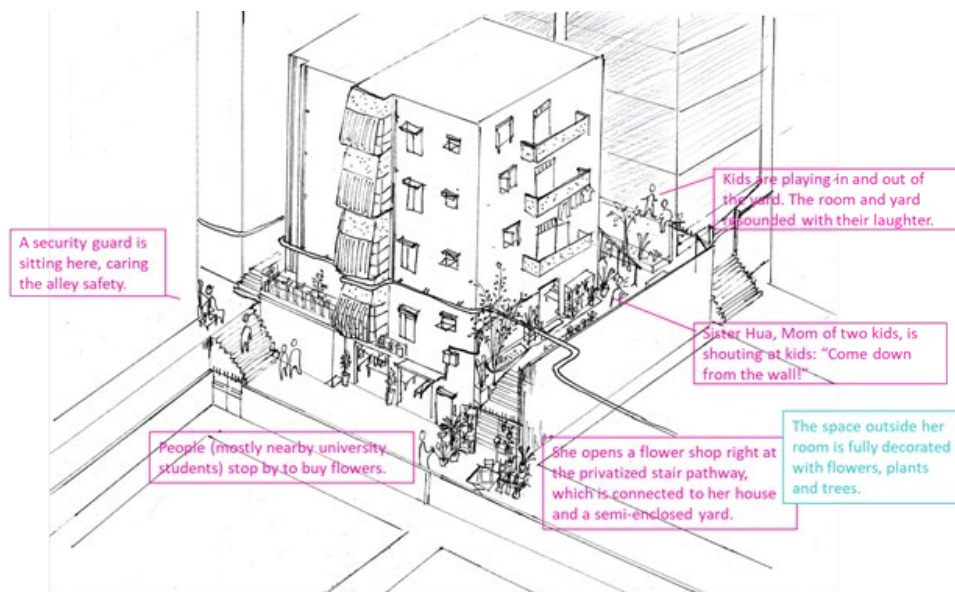 Kids are playing in and out of
the yard. The room and yard
resounded with their laughter.
A security guard is
sitting here, caring
the alley safety.
Sister Hua, Mom of two kids, is
shouting at kids: “Come down
from the wall!”
People (mostly nearby university
students) stop by to buy flowers.
She opens a flower shop right at
the privatized stair pathway,
which is connected to her house
and a semi-enclosed yard.
The space outside her
room is fully decorated
with flowers, plants
and trees.